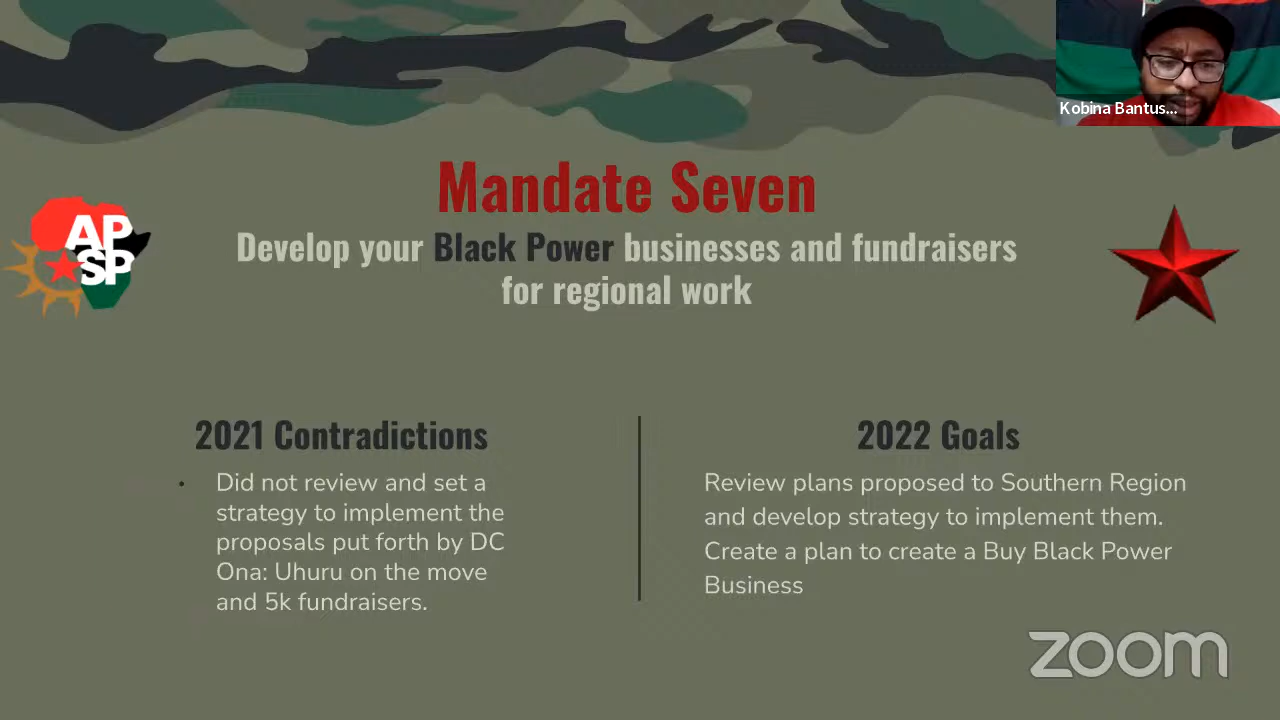 Kobina Bantus...
Mandate Seven
AP
SP
Develop your Black Power businesses and fundraisers
for regional work
2021 Contradictions
• Did not review and set a
strategy to implement the
proposals put forth by DC
Ona: Uhuru on the move
and 5k fundraisers.
2022 Goals
Review plans proposed to Southern Region
and develop strategy to implement them.
Create a plan to create a Buy Black Power
Business
zoom